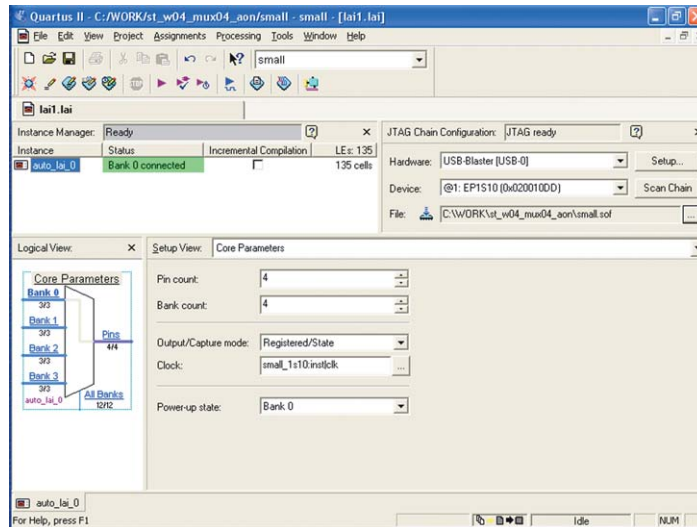 Quartus II - C:/WORK/st_w04_mux04_aon/small - small - [lai1.lai]
File Edit View Project Assignments Processing Tools Window Help
small
lai1.lai
Instance Manager: Ready
JTAG Chain Configuration: JTAG ready
Instance Status Incremental Compilation LEs: 135
auto_lai_0 Bank 0 connected 135 cells
Hardware: USB-Blaster [USB-0] Setup...
Device: @1: EP1S10 (0x020010DD) Scan Chain
File: C:\WORK\st_w04_mux04_aon\small.sof ...
Logical View: Setup View: Core Parameters
Core Parameters
Bank 0
3/3
Bank 1
3/3
Bank 2
3/3
Bank 3
3/3
Pins
4/4
auto_lai_0
All Banks
12/12
Pin count: 4
Bank count: 4
Output/Capture mode: Registered/State
Clock: small_1s10:inst|clk ...
Power-up state: Bank 0
auto_lai_0
For Help, press F1 Idle NUM